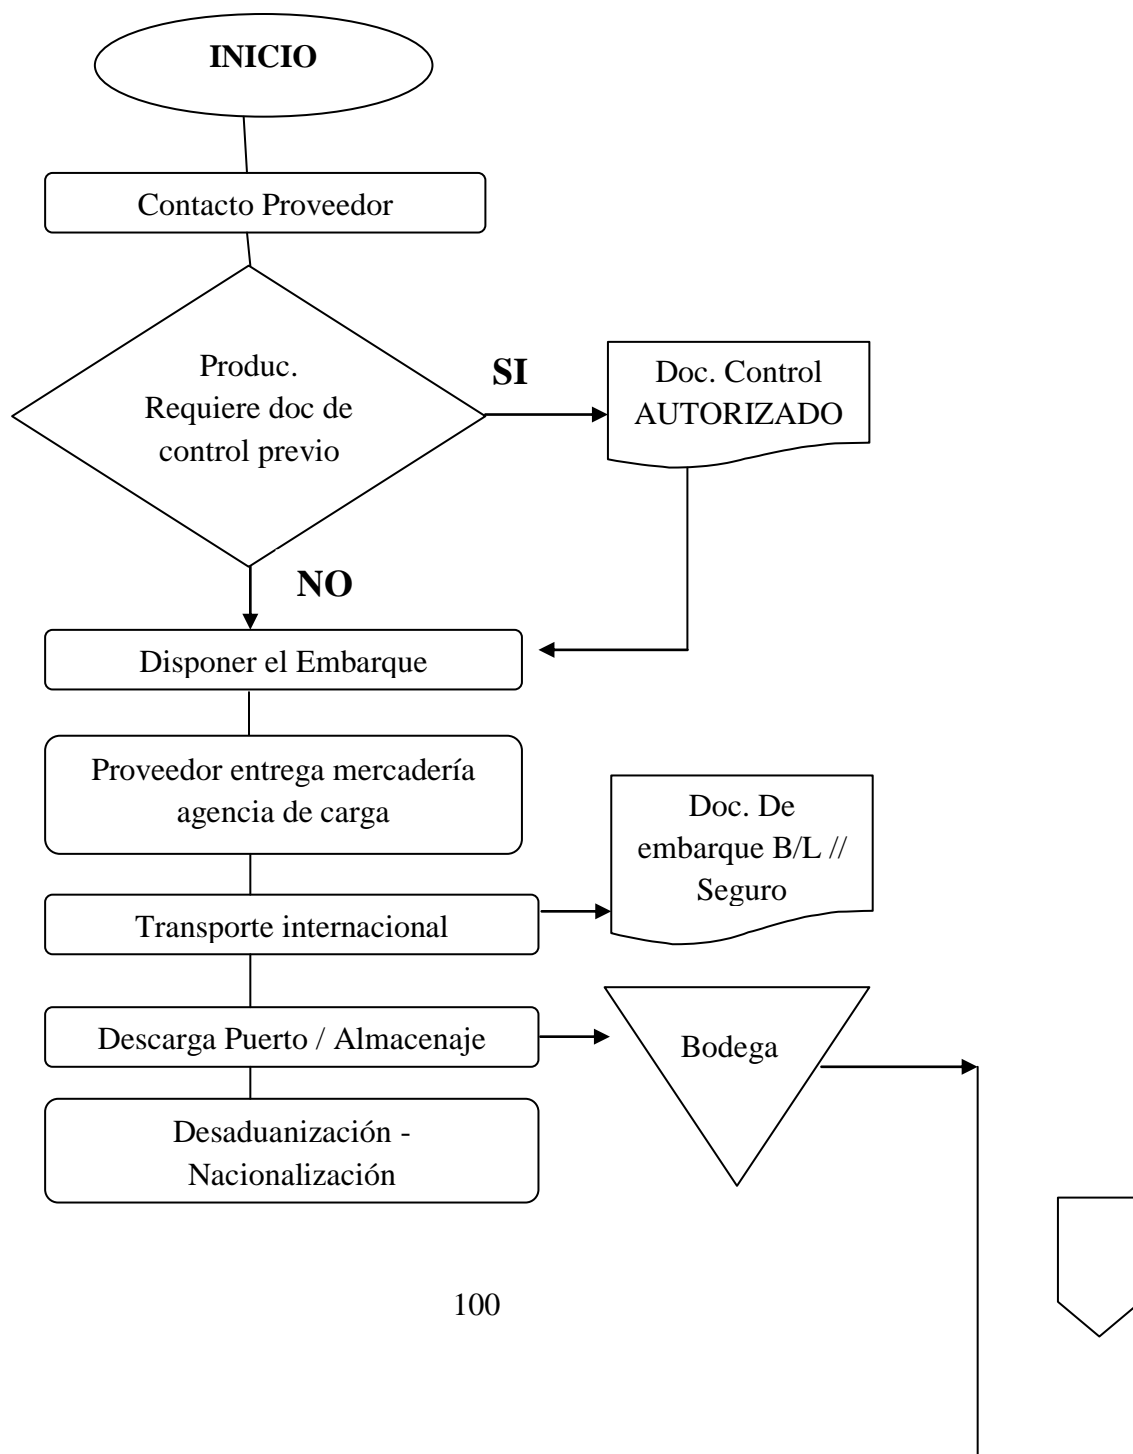 INICIO
Contacto Proveedor
Produc.
Requiere doc de
control previo
SI
Doc. Control
AUTORIZADO
NO
Disponer el Embarque
Proveedor entrega mercadería
agencia de carga
Doc. De
embarque B/L //
Seguro
Transporte internacional
Descarga Puerto / Almacenaje
Bodega
Desaduanización -
Nacionalización
100